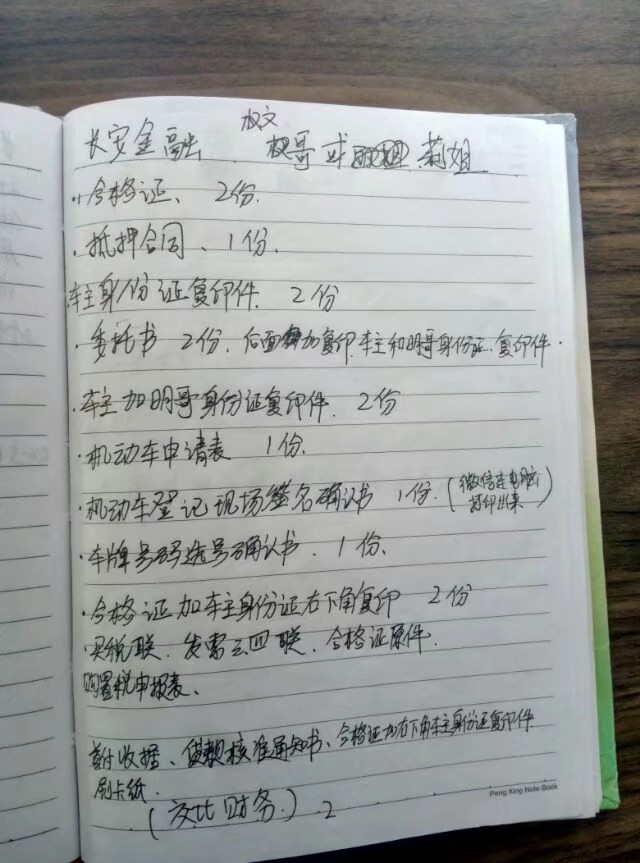 权文
长安金融 权哥或 莉姐
·合格证、2份.
·抵押合同、1份、
车主身份证复印件. 2份
·委托书 2份. 后面加复印.车主和明哥身份证.复印件.
·车主加明哥身份证复印件. 2份
·机动车申请表 1份.
·机动车登记现场签名确认书 1份.(微信连电脑
打印出来)
·车牌号码选号确认书. 1份、
·合格证加车主身份证右下角复印 2份
·买税联. 发票三四联. 合格证原件.
购置税申报表、
首付收据、贷款核准通知书、合格证加右下角车主身份证复印件
刷卡纸.
(交比财务.) 2
Peng Xing Note Book